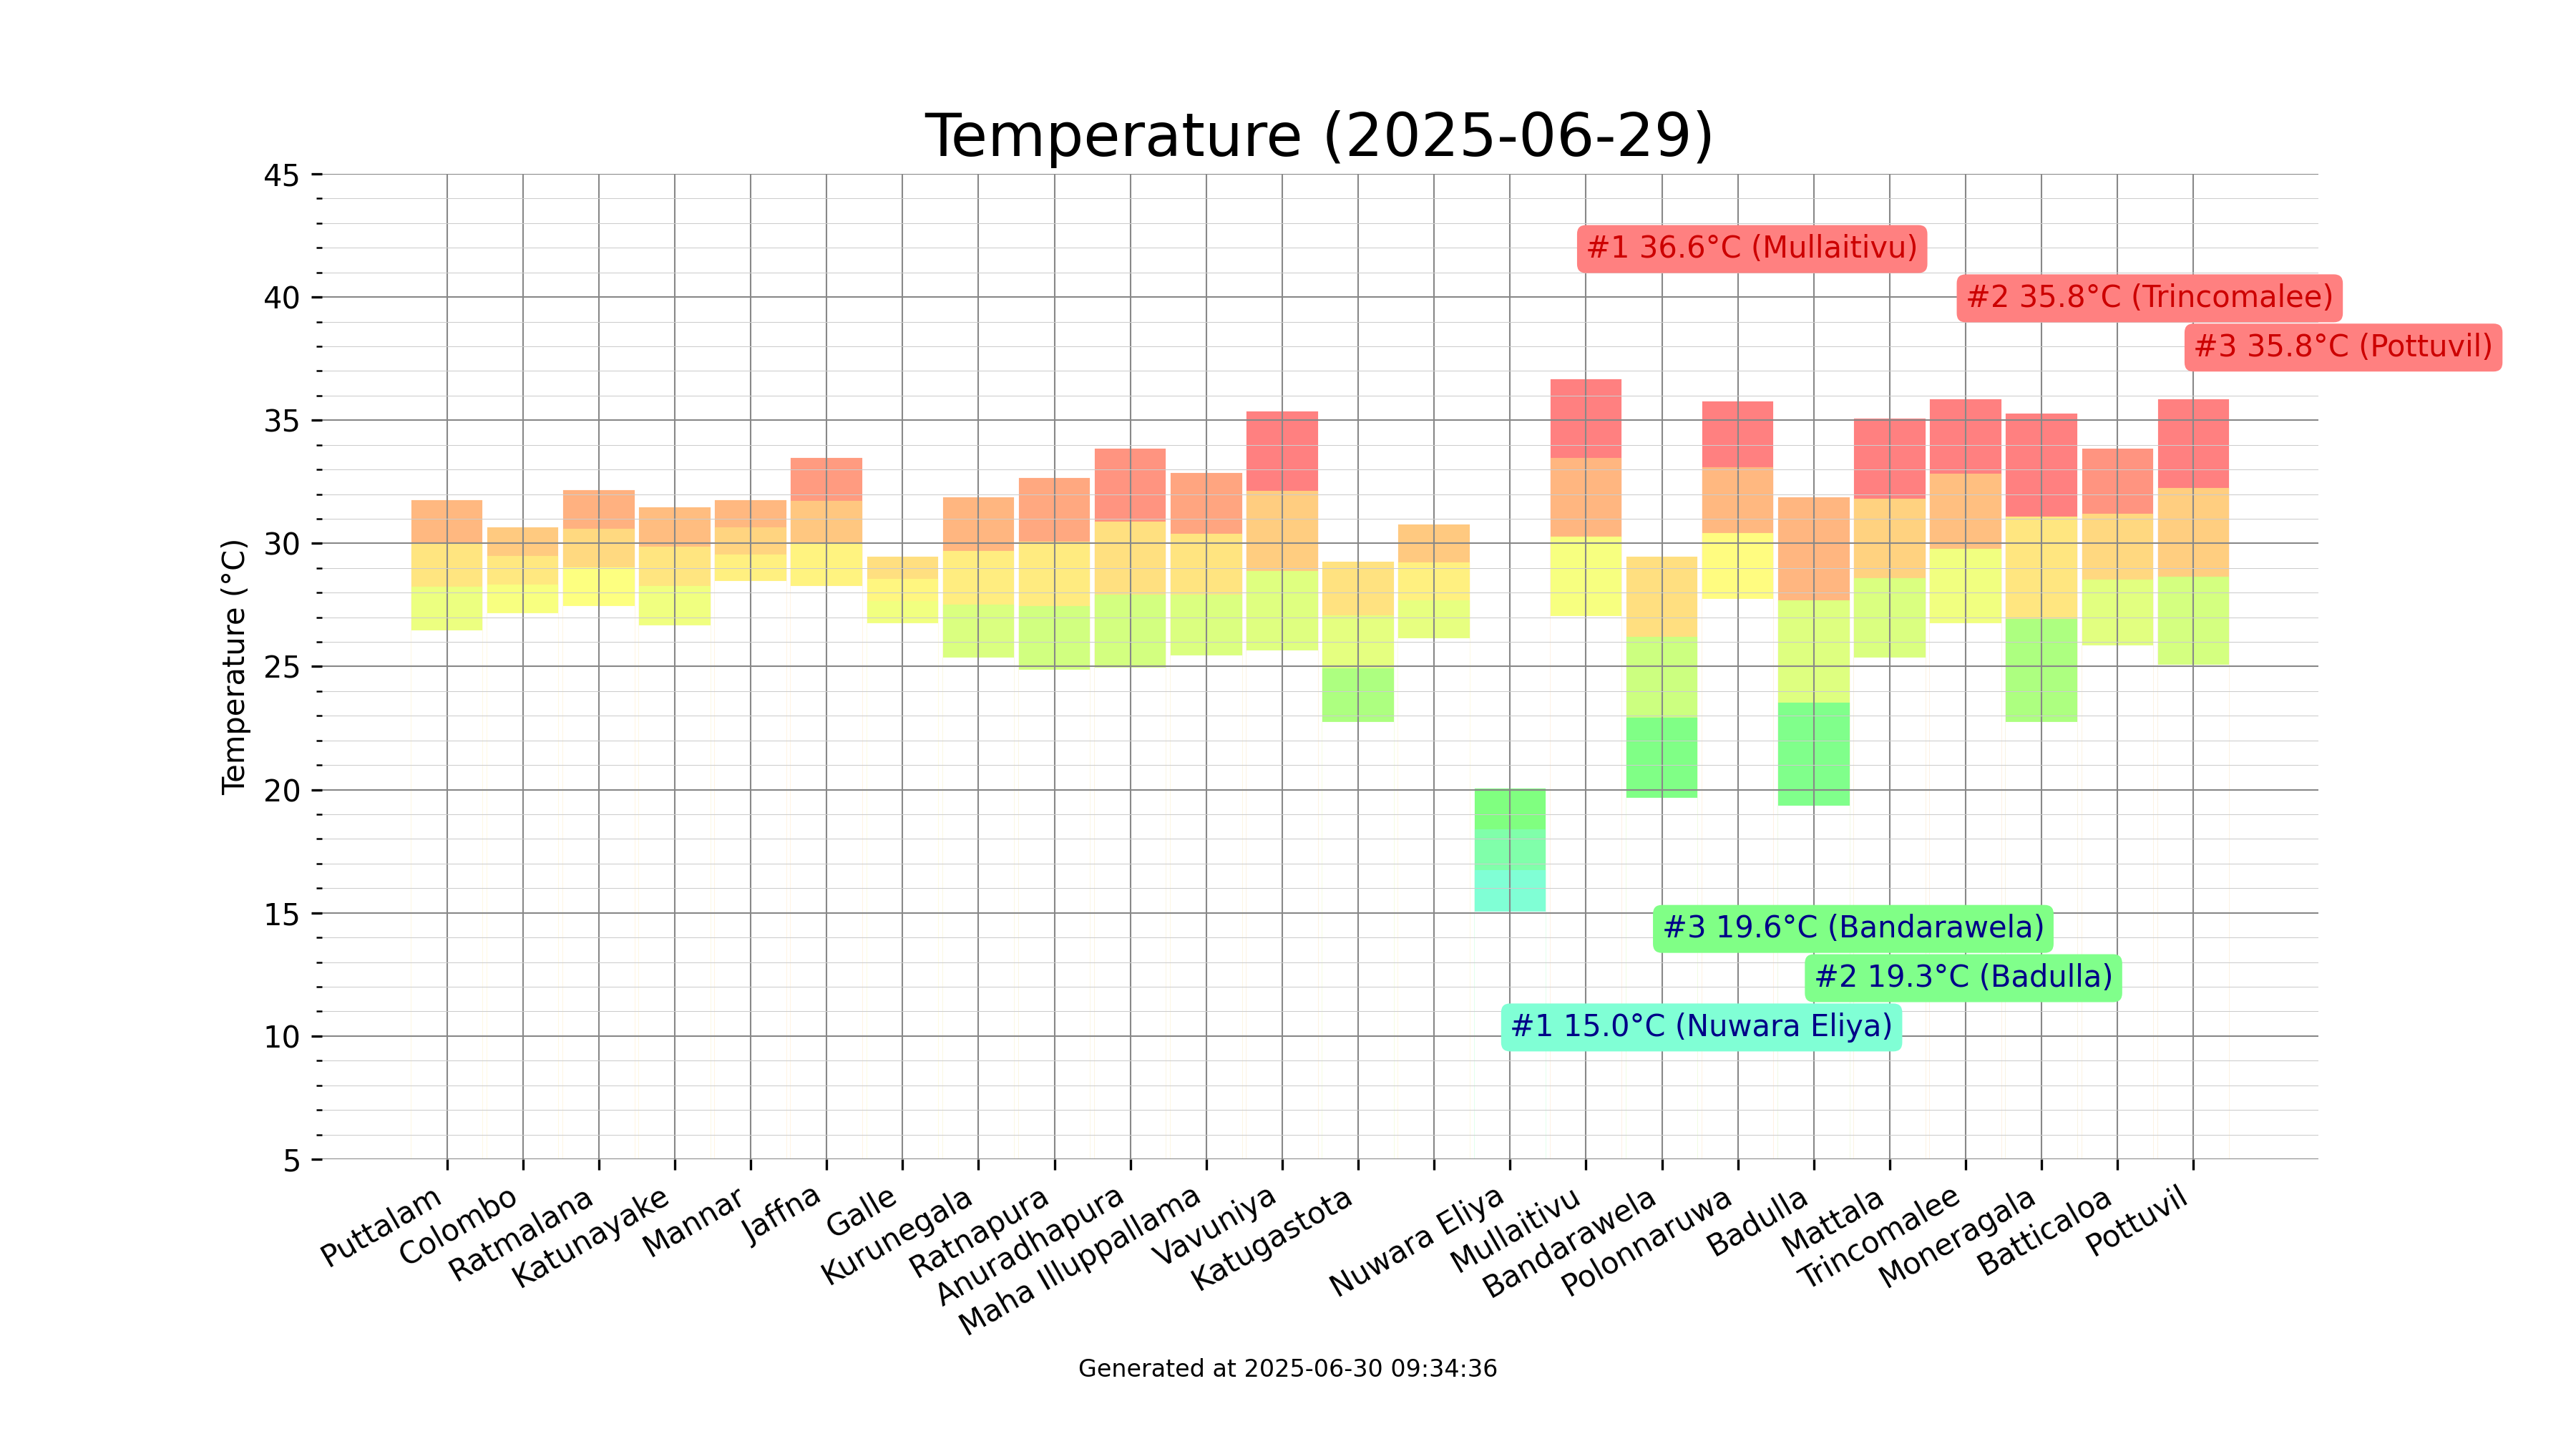 Temperature (2025-06-29)
Temperature (°C)
45
40
35
30
25
20
15
10
5
#1 36.6°C (Mullaitivu)
#2 35.8°C (Trincomalee)
#3 35.8°C (Pottuvil)
#3 19.6°C (Bandarawela)
#2 19.3°C (Badulla)
#1 15.0°C (Nuwara Eliya)
Puttalam
Colombo
Ratmalana
Katunayake
Mannar
Jaffna
Galle
Kurunegala
Ratnapura
Anuradhapura
Maha Illuppallama
Vavuniya
Katugastota
Nuwara Eliya
Mullaitivu
Bandarawela
Polonnaruwa
Badulla
Mattala
Trincomalee
Moneragala
Batticaloa
Pottuvil
Generated at 2025-06-30 09:34:36